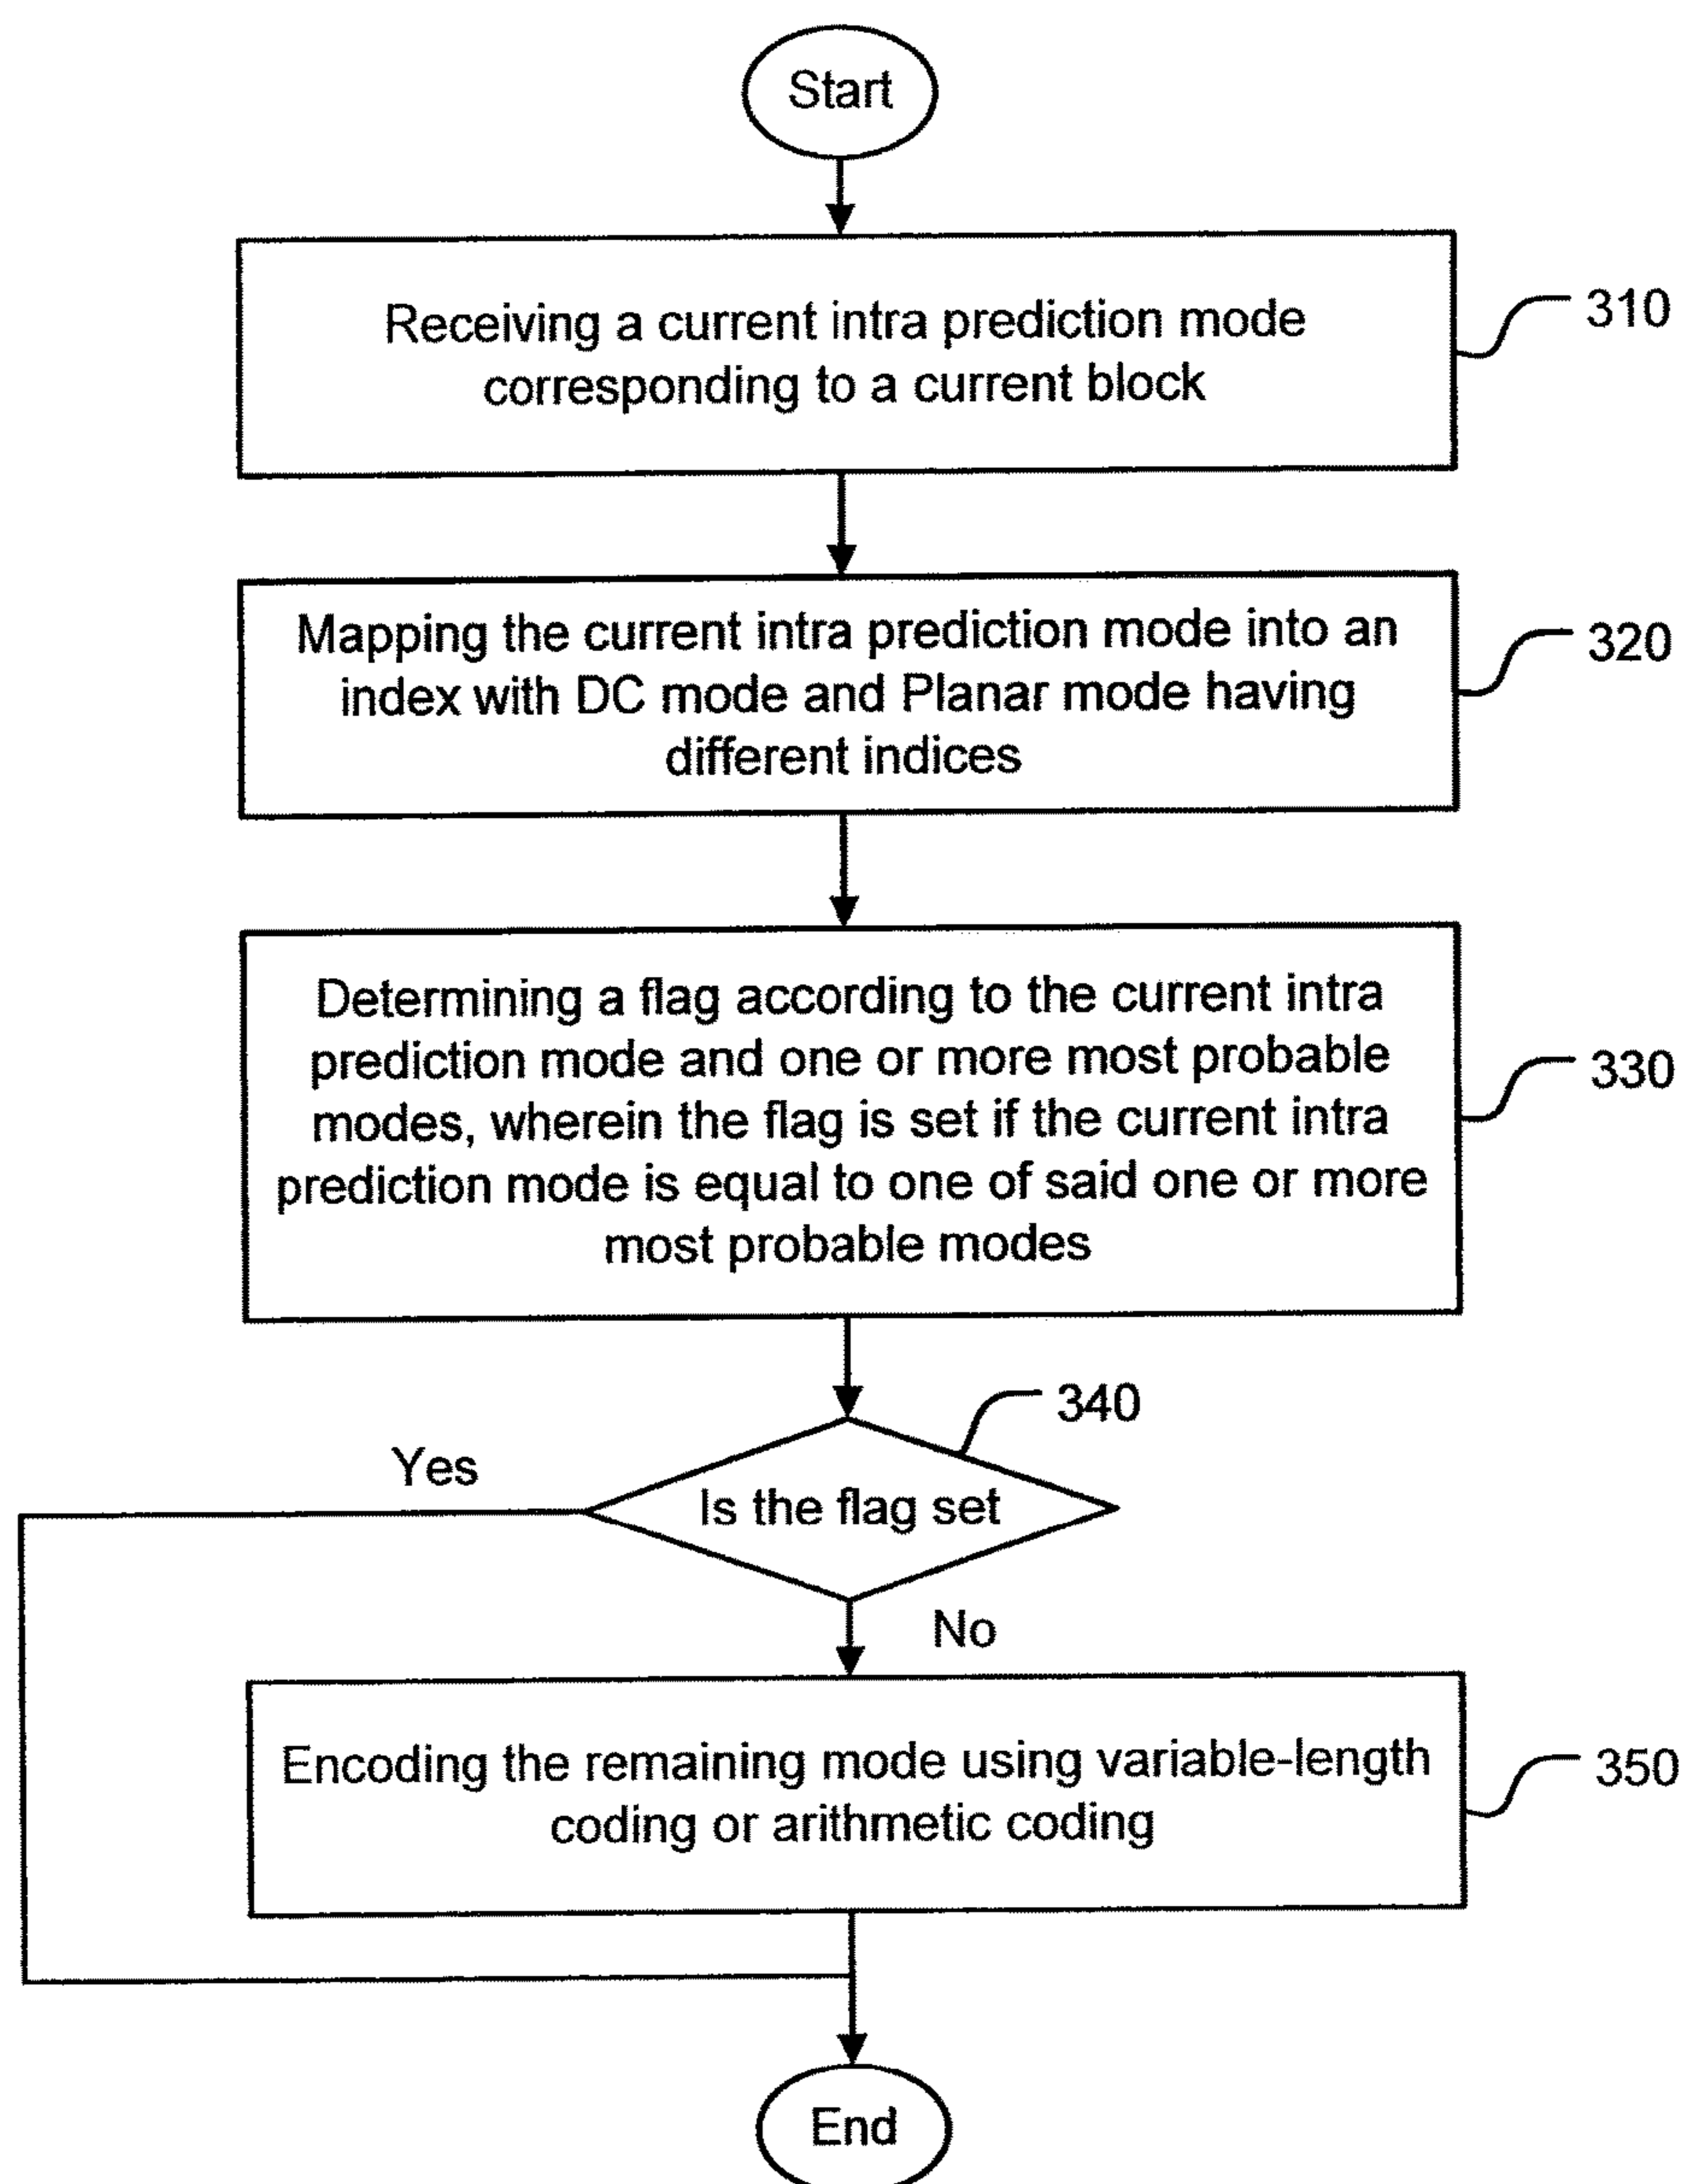 Start
Receiving a current intra prediction mode
corresponding to a current block
310
Mapping the current intra prediction mode into an
index with DC mode and Planar mode having
different indices
320
Determining a flag according to the current intra
prediction mode and one or more most probable
modes, wherein the flag is set if the current intra
prediction mode is equal to one of said one or more
most probable modes
330
340
Yes
Is the flag set
No
Encoding the remaining mode using variable-length
coding or arithmetic coding
350
End